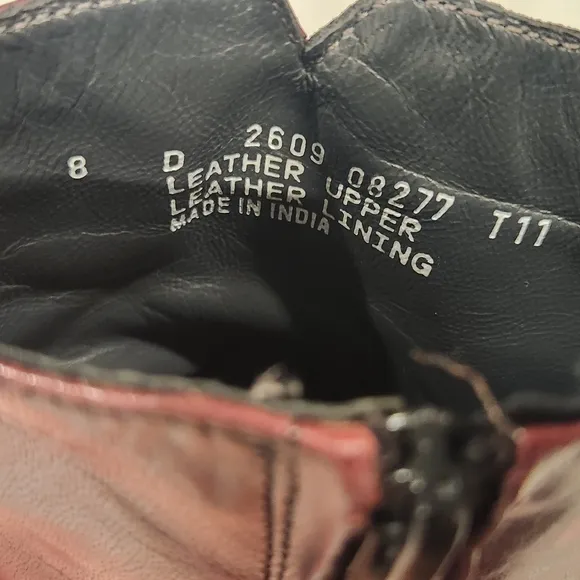 8 D 2609 08277 T11
LEATHER UPPER
LEATHER LINING
MADE IN INDIA